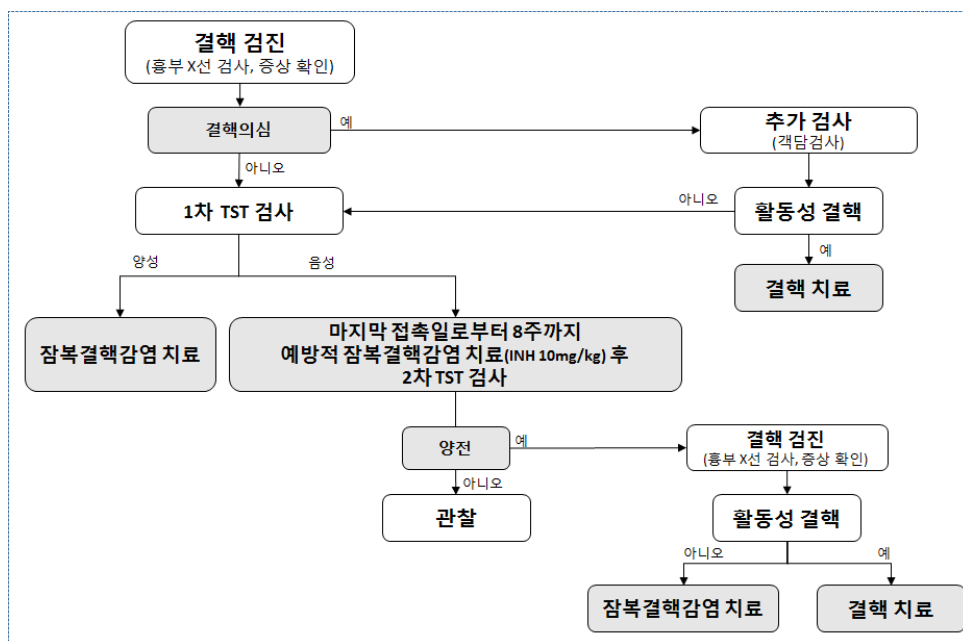 결핵 검진
(흉부 X선 검사, 증상 확인)
결핵의심
예
추가 검사
(객담검사)
아니오
1차 TST 검사
아니오
활동성 결핵
양성
음성
예
결핵 치료
잠복결핵감염 치료
마지막 접촉일로부터 8주까지
예방적 잠복결핵감염 치료(INH 10mg/kg) 후
2차 TST 검사
양전
예
결핵 검진
(흉부 X선 검사, 증상 확인)
아니오
관찰
활동성 결핵
아니오
예
잠복결핵감염 치료
결핵 치료